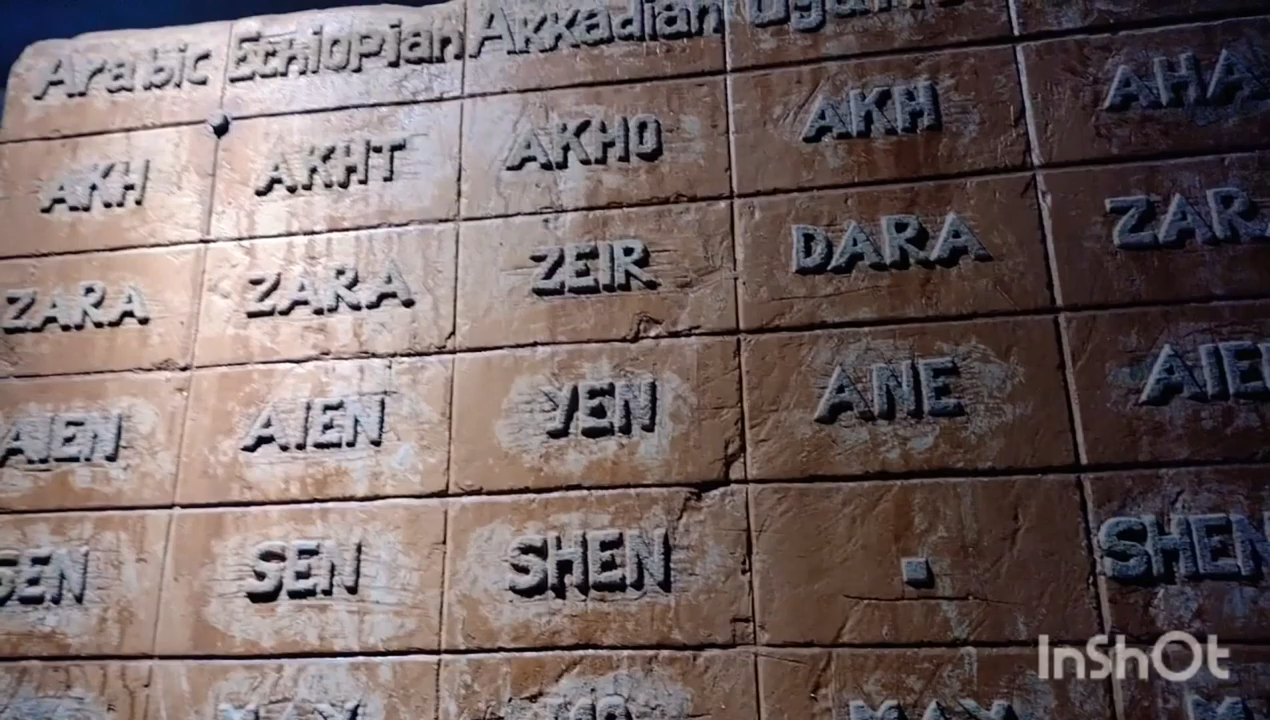 Arabic Ethiopian Akkadian
AKH AKHT AKHO AKH
ZARA ZARA ZEIR DARA
AIEN AIEN YEN ANE
SEN SEN SHEN . SHEN
InShOt